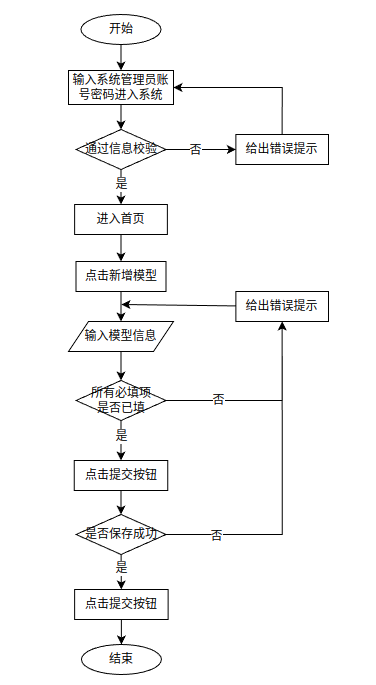 开始
输入系统管理员账
号密码进入系统
通过信息校验
否
给出错误提示
是
进入首页
点击新增模型
给出错误提示
输入模型信息
所有必填项
是否已填
否
是
点击提交按钮
是否保存成功
否
是
点击提交按钮
结束